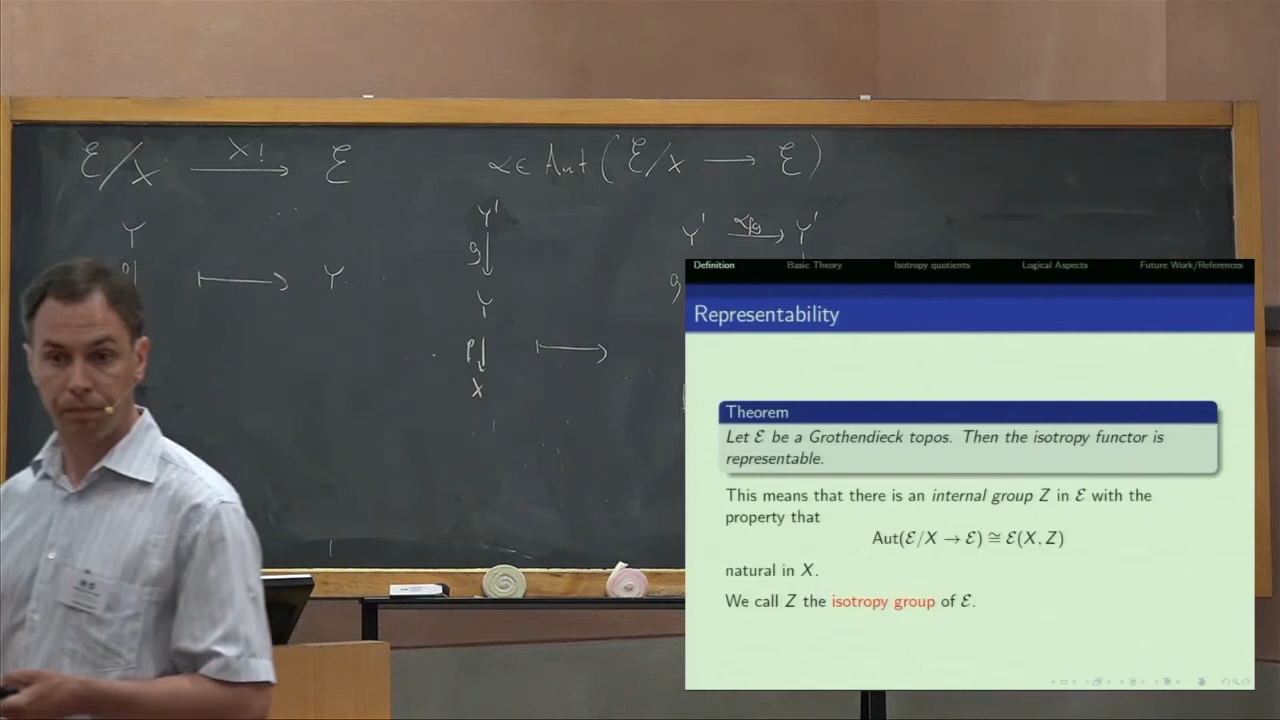 ℰ/X X! → ℰ
α ∈ Aut(ℰ/X → ℰ)
Y
↦ Y
Y'
g ↓
Y
p ↓ ↦
X
Y' α_g → Y'
g
Definition Basic Theory Isotropy quotients Logical Aspects Future Work/References
Representability
Theorem
Let ℰ be a Grothendieck topos. Then the isotropy functor is
representable.
This means that there is an internal group Z in ℰ with the
property that
Aut(ℰ/X → ℰ) ≅ ℰ(X, Z)
natural in X.
We call Z the isotropy group of ℰ.